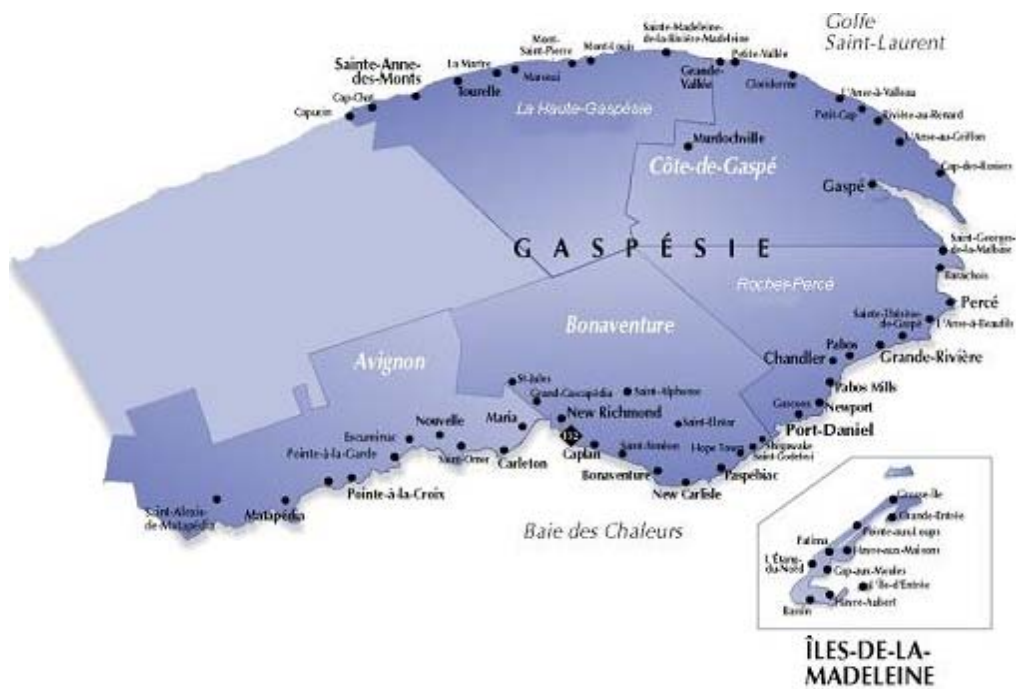 Golfe
Saint-Laurent
Sainte-Madeleine-
de-la-Rivière-Madeleine
Mont-
Saint-Pierre
Mont-Louis
Petite-Vallée
Sainte-Anne-
des-Monts
La Martre
Marsoui
Grande-
Vallée
Cloridorme
Tourelle
Cap-Chat
Capucin
La Haute-Gaspésie
L'Anse-à-Valleau
Petit-Cap
Rivière-au-Renard
L'Anse-au-Griffon
Murdochville
Côte-de-Gaspé
Cap-des-Rosiers
Gaspé
GASPÉSIE
Saint-Georges-
de-la-Malbaie
Barachois
Rocher-Percé
Percé
Sainte-Thérèse-
de-Gaspé
L'Anse-à-Beaufils
Bonaventure
Pabos
Grande-Rivière
Chandler
Avignon
Pabos Mills
St-Jules
Grand-Cascapédia
Saint-Alphonse
Gascons
Newport
Maria
New Richmond
Saint-Elzéar
Port-Daniel
Nouvelle
132
Escuminac
Saint-Siméon
Hope Town
Shigawake
Saint-Godefroi
Pointe-à-la-Garde
Saint-Omer
Carleton
Caplan
Bonaventure
Paspébiac
Pointe-à-la-Croix
New Carlisle
Saint-Alexis-
de-Matapédia
Matapédia
Baie des Chaleurs
Grosse-Île
Grande-Entrée
Pointe-aux-Loups
Fatima
Havre-aux-Maisons
L'Étang-
du-Nord
Cap-aux-Meules
L'Île-d'Entrée
Bassin
Havre-Aubert
ÎLES-DE-LA-
MADELEINE